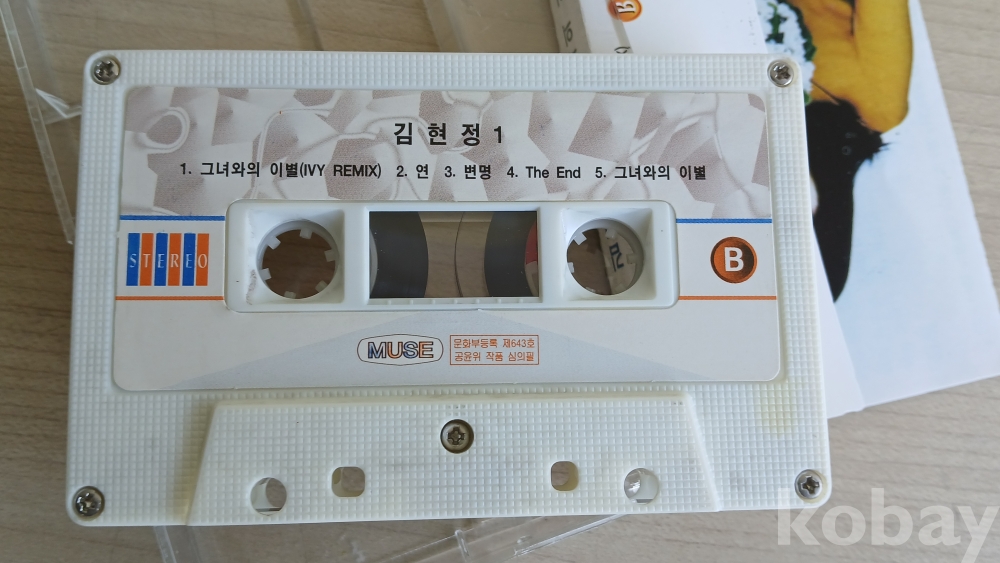 김현정 1
1. 그녀와의 이별(IVY REMIX) 2. 연 3. 변명 4. The End 5. 그녀와의 이별
STEREO
B
MUSE
문화부등록 제643호
공윤위 작품 심의필
B
kobay